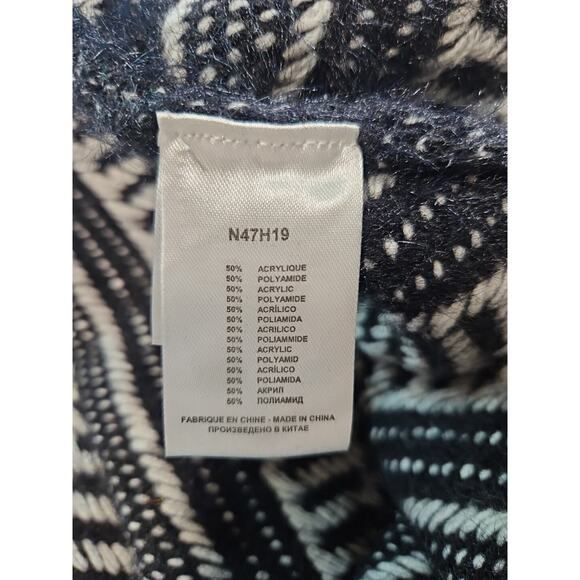 N47H19
50% ACRYLIQUE
50% POLYAMIDE
50% ACRYLIC
50% POLYAMIDE
50% ACRÍLICO
50% POLIAMIDA
50% ACRILICO
50% POLIAMMIDE
50% ACRYLIC
50% POLYAMID
50% ACRÍLICO
50% POLIAMIDA
50% АКРИЛ
50% ПОЛИАМИД
FABRIQUE EN CHINE - MADE IN CHINA
ПРОИЗВЕДЕНО В КИТАЕ